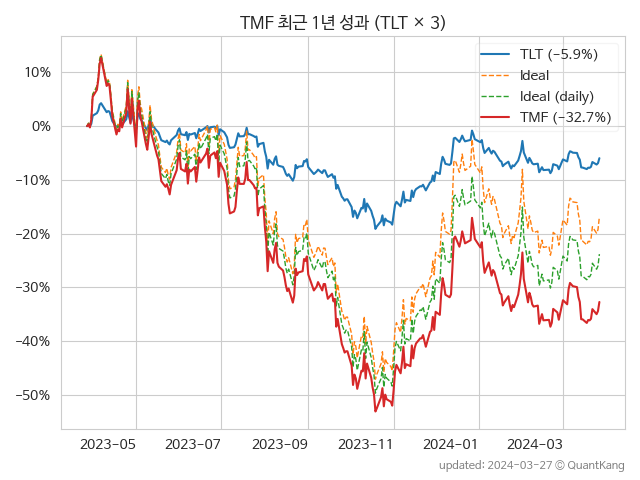 TMF 최근 1년 성과 (TLT × 3)
TLT (−5.9%)
Ideal
Ideal (daily)
TMF (−32.7%)
10%
0%
−10%
−20%
−30%
−40%
−50%
2023-05 2023-07 2023-09 2023-11 2024-01 2024-03
updated: 2024-03-27 © QuantKang